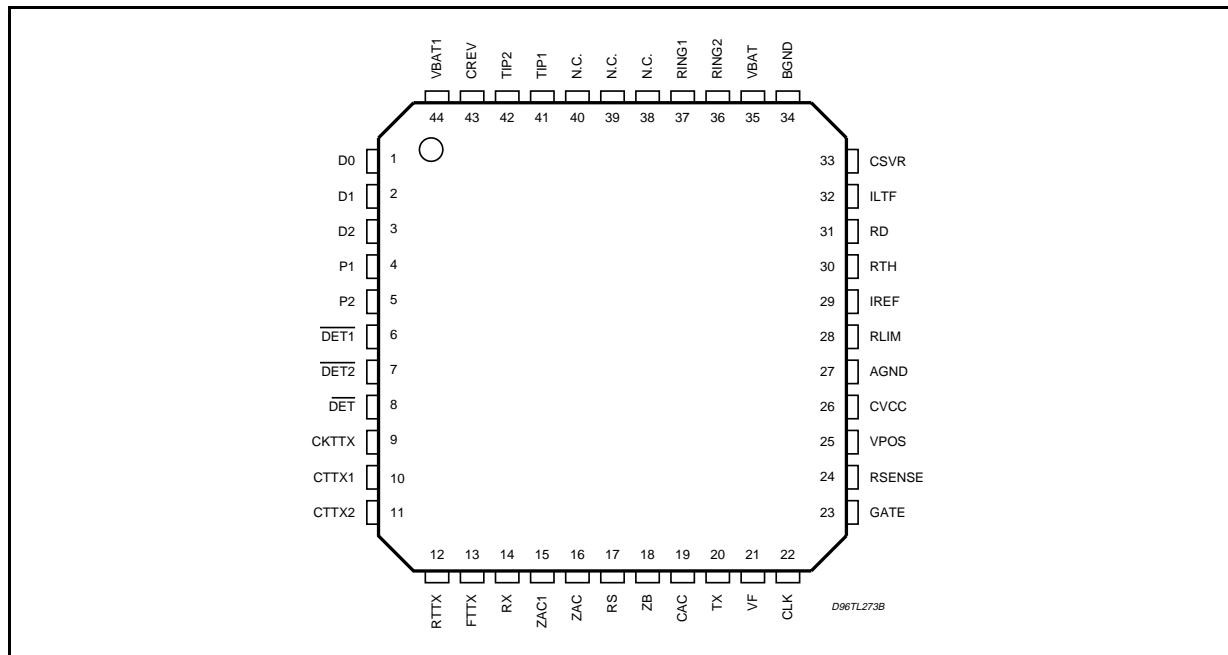 VBAT1 CREV TIP2 TIP1 N.C. N.C. N.C. RING1 RING2 VBAT BGND
44 43 42 41 40 39 38 37 36 35 34
D0 1 33 CSVR
D1 2 32 ILTF
D2 3 31 RD
P1 4 30 RTH
P2 5 29 IREF
DET1 6 28 RLIM
DET2 7 27 AGND
DET 8 26 CVCC
CKTTX 9 25 VPOS
CTTX1 10 24 RSENSE
CTTX2 11 23 GATE
12 13 14 15 16 17 18 19 20 21 22
RTTX FTTX RX ZAC1 ZAC RS ZB CAC TX VF CLK
D96TL273B